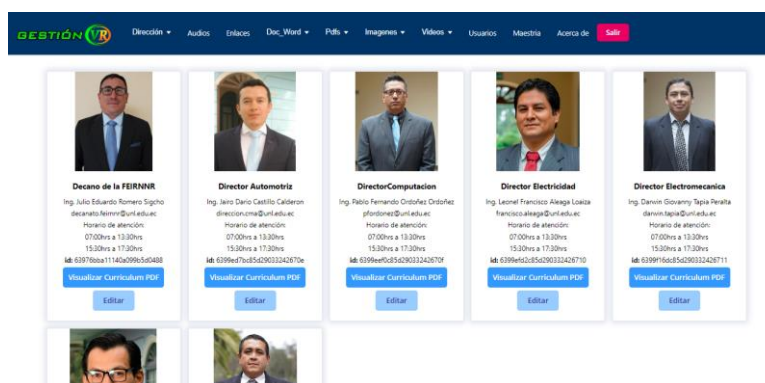 GESTIÓN VR
Dirección
Audios
Enlaces
Doc_Word
Pdfs
Imagenes
Videos
Usuarios
Maestria
Acerca de
Salir
Decano de la FEIRNNR
Ing. Julio Eduardo Romero Sigcho
decanato.feirnnr@unl.edu.ec
Horario de atención:
07:00hrs a 13:30hrs
15:30hrs a 17:30hrs
id: 63976bba11140a099b5d0488
Visualizar Curriculum PDF
Editar
Director Automotriz
Ing. Jairo Dario Castillo Calderon
direccion.cma@unl.edu.ec
Horario de atención:
07:00hrs a 13:30hrs
15:30hrs a 17:30hrs
id: 6399ed7bc85d29033242670e
Visualizar Curriculum PDF
Editar
DirectorComputacion
Ing. Pablo Fernando Ordoñez Ordoñez
pfordonez@unl.edu.ec
Horario de atención:
07:00hrs a 13:30hrs
15:30hrs a 17:30hrs
id: 6399eef0c85d29033242670f
Visualizar Curriculum PDF
Editar
Director Electricidad
Ing. Leonel Francisco Aleaga Loaiza
francisco.aleaga@unl.edu.ec
Horario de atención:
07:00hrs a 13:30hrs
15:30hrs a 17:30hrs
id: 6399efd2c85d290332426710
Visualizar Curriculum PDF
Editar
Director Electromecanica
Ing. Darwin Giovanny Tapia Peralta
darwin.tapia@unl.edu.ec
Horario de atención:
07:00hrs a 13:30hrs
15:30hrs a 17:30hrs
id: 6399f16dc85d290332426711
Visualizar Curriculum PDF
Editar